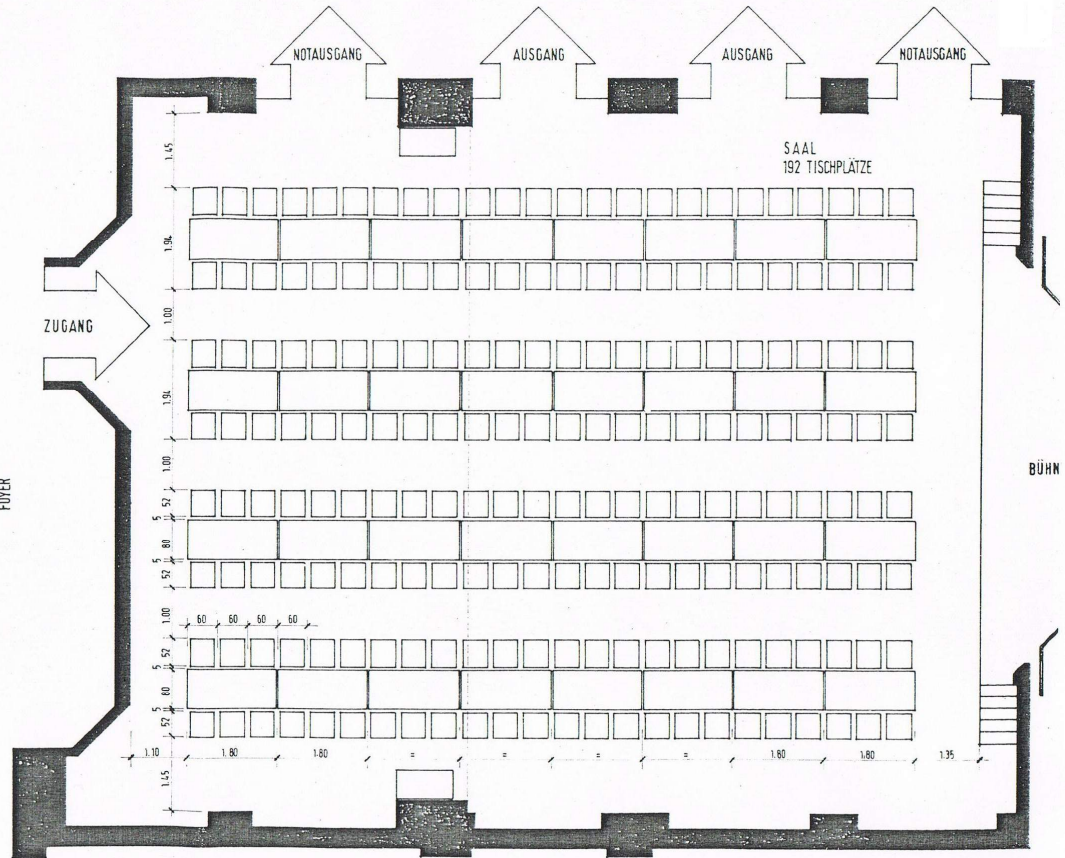 NOTAUSGANG
AUSGANG
AUSGANG
NOTAUSGANG
SAAL
192 TISCHPLÄTZE
1.45
1.94
1.00
ZUGANG
1.94
1.00
FOYER
BÜHN
52
5
80
5
52
1.00
60 60 60 60
52
5
80
5
52
1.10 1.80 1.80 = = = = 1.80 1.80 1.35
1.45